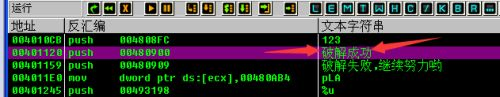 运行
L E M T W H C / K B R ...
地址 反汇编 文本字符串
004010CB push 004808FC 123
00401120 push 00480900 破解成功
00401159 push 00480909 破解失败,继续努力哟
004011E0 mov dword ptr ds:[ecx],00480AB4 pLA
00401245 push 00493198 %u